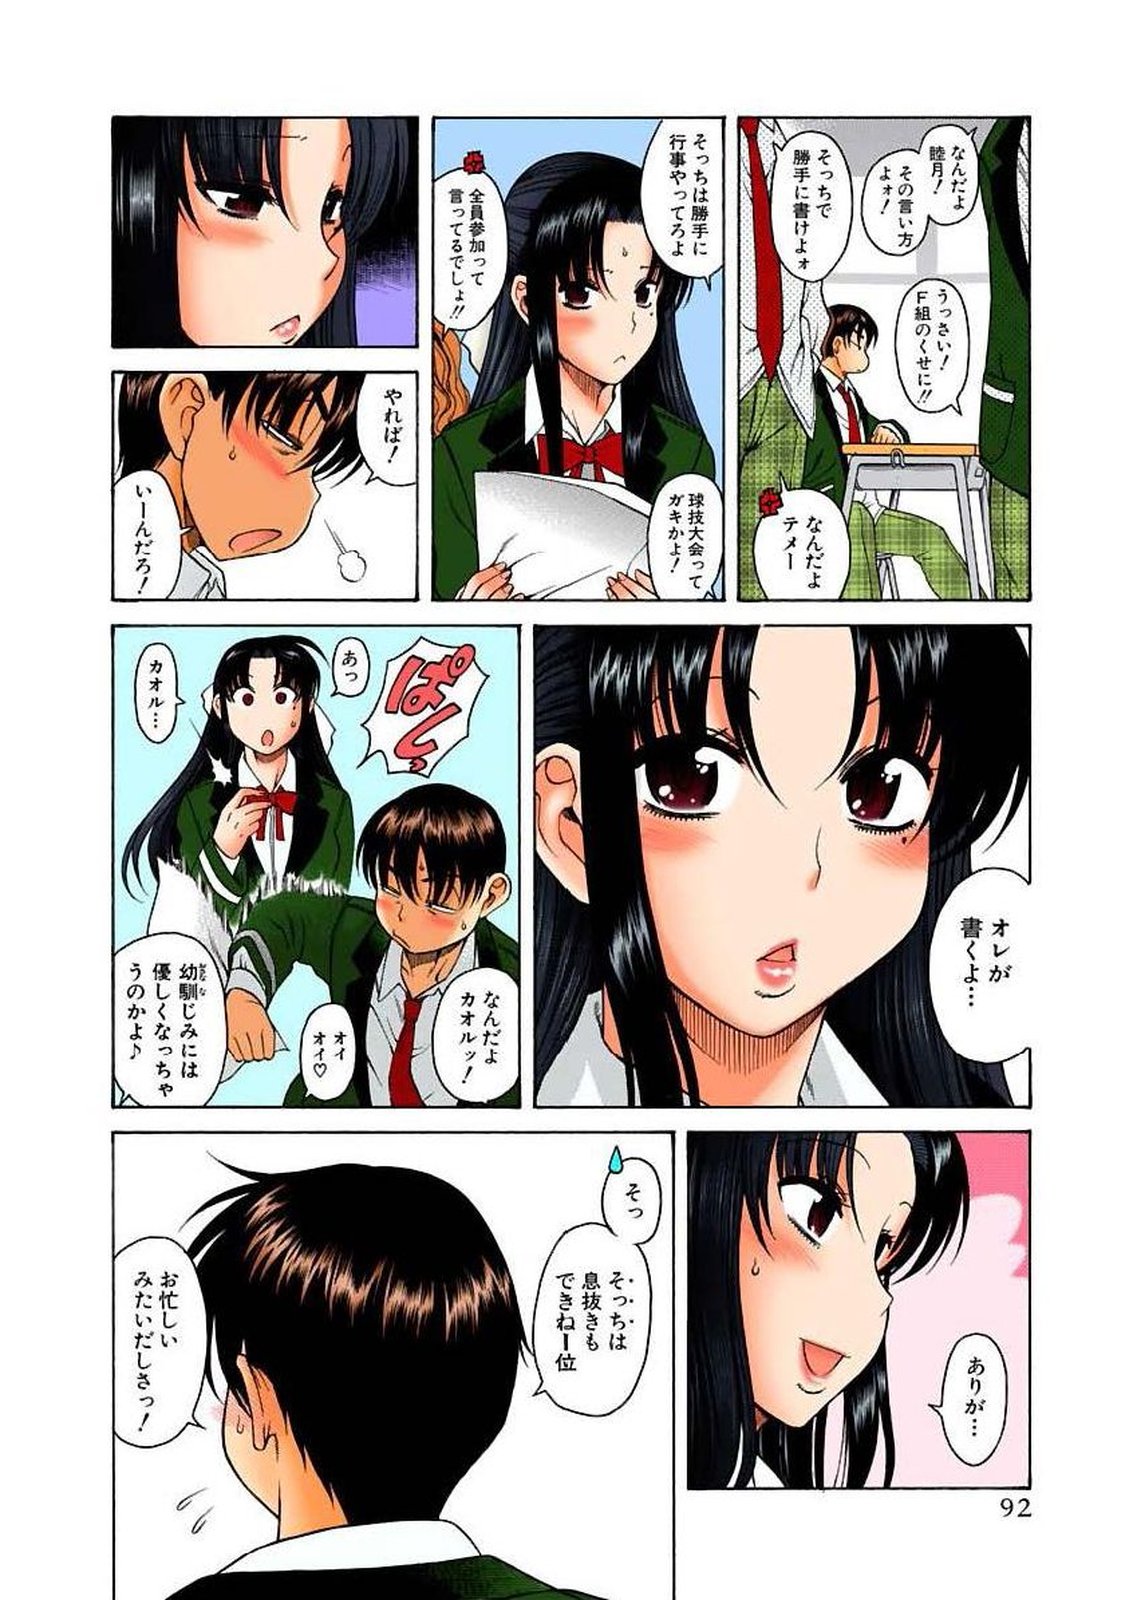 なんだよ
睦月！
その言い方
よォ！
そっちで
勝手に書けよォ
うっさい！
Ｆ組のくせに!!
なんだよ
テメー
そっちは勝手に
行事やってろよ
全員参加って
言ってるでしょ!!
球技大会って
ガキかよ！
やれば！
いーんだろ！
オレが
書くよ…
ぱしっ
あっ
カオル…
なんだよ
カオルッ！
オイ
オイ♡
幼馴じみには
おさな
優しくなっちゃ
うのかよ♪
ありが…
そっ
そっちは
息抜きも
できねー位
お忙しい
みたいだしさっ！
92